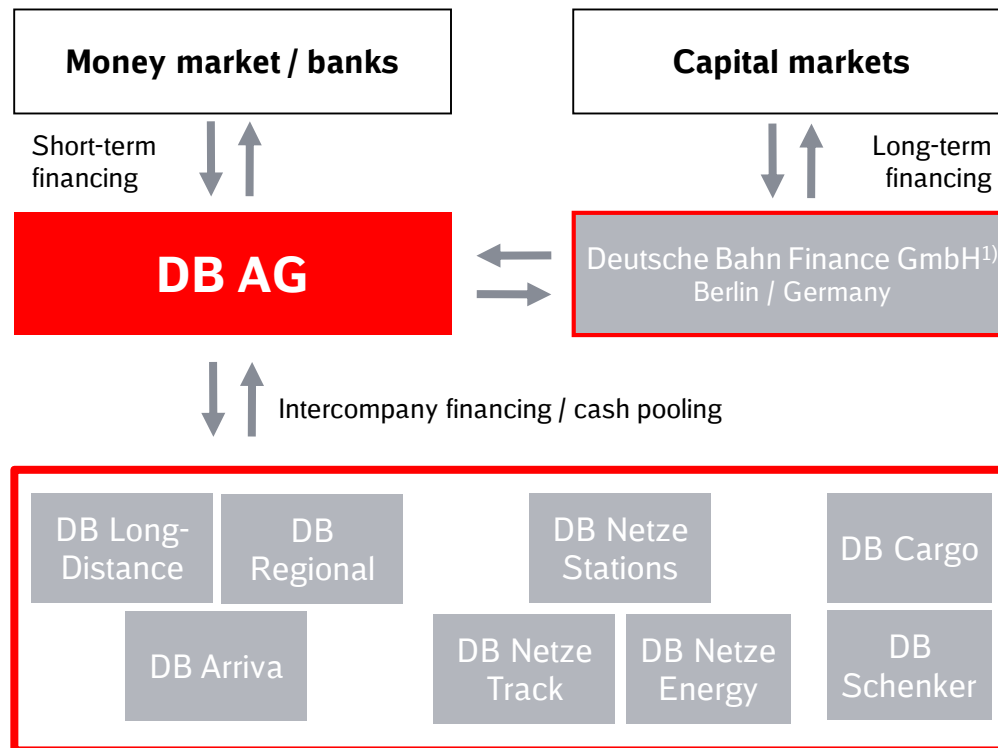 Money market / banks
Capital markets
Short-term
financing
Long-term
financing
DB AG
Deutsche Bahn Finance GmbH1)
Berlin / Germany
Intercompany financing / cash pooling
DB Long-
Distance
DB
Regional
DB Netze
Stations
DB Cargo
DB Arriva
DB Netze
Track
DB Netze
Energy
DB
Schenker